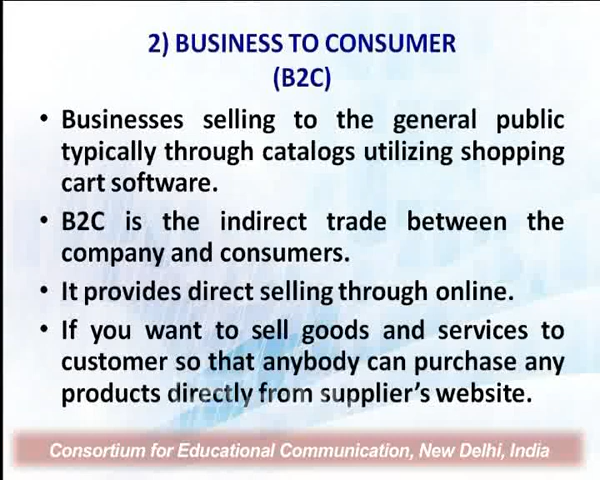 2) BUSINESS TO CONSUMER
(B2C)
• Businesses selling to the general public
typically through catalogs utilizing shopping
cart software.
• B2C is the indirect trade between the
company and consumers.
• It provides direct selling through online.
• If you want to sell goods and services to
customer so that anybody can purchase any
products directly from supplier's website.
Consortium for Educational Communication, New Delhi, India